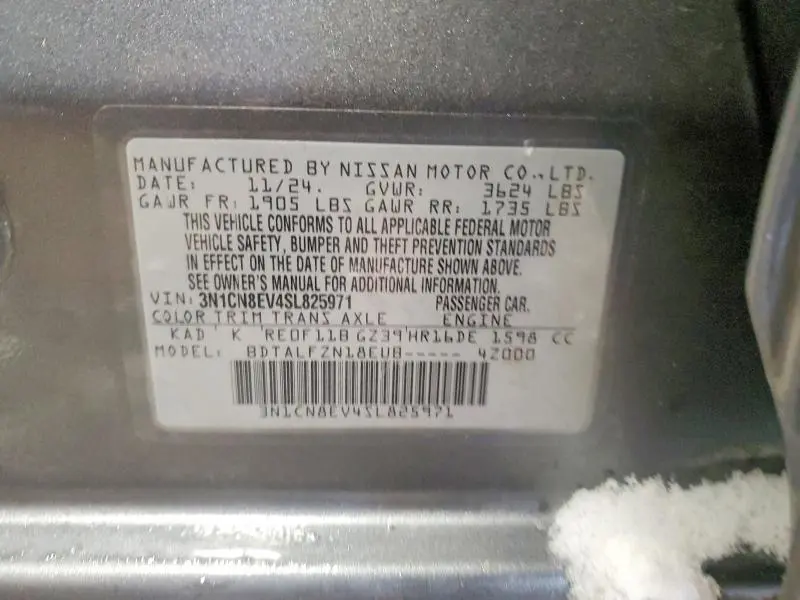 MANUFACTURED BY NISSAN MOTOR CO., LTD.
DATE: 11/24. GVWR: 3624 LBS
GAWR FR: 1905 LBS GAWR RR: 1735 LBS
THIS VEHICLE CONFORMS TO ALL APPLICABLE FEDERAL MOTOR
VEHICLE SAFETY, BUMPER AND THEFT PREVENTION STANDARDS
IN EFFECT ON THE DATE OF MANUFACTURE SHOWN ABOVE.
SEE OWNER'S MANUAL FOR ADDITIONAL INFORMATION.
VIN: 3N1CN8EV4SL825971 PASSENGER CAR.
COLOR TRIM TRANS AXLE ENGINE
KAD K RE0F11B GZ39 HR16DE 1598 CC
MODEL: BDTALFZN18EUB----- 4Z000
3N1CN8EV4SL825971